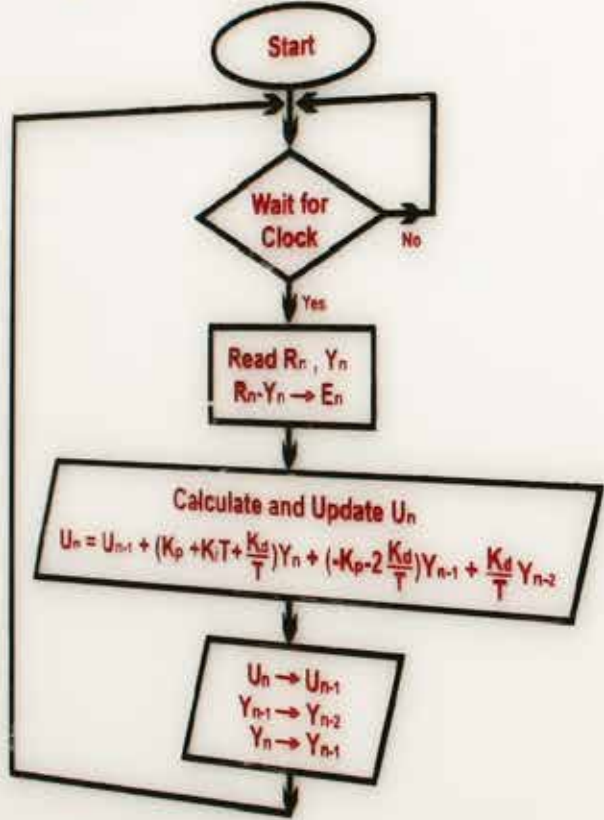 Start
Wait for
Clock
No
Yes
Read Rn , Yn
Rn-Yn → En
Calculate and Update Un
Un = Un-1 + (Kp +KiT+ Kd/T)Yn + (-Kp-2 Kd/T)Yn-1 + Kd/T Yn-2
Un → Un-1
Yn-1 → Yn-2
Yn → Yn-1